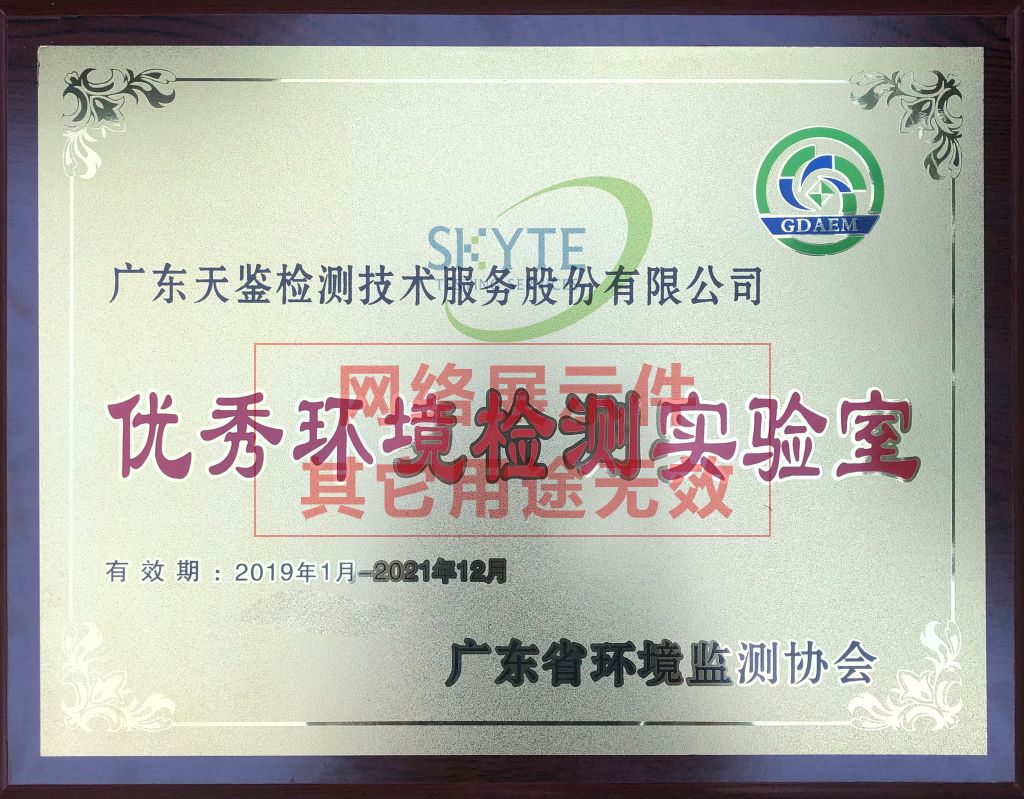 GDAEM
SKYTE
广东天鉴检测技术服务股份有限公司
网络展示件
优秀环境检测实验室
其它用途无效
有效期：2019年1月-2021年12月
广东省环境监测协会